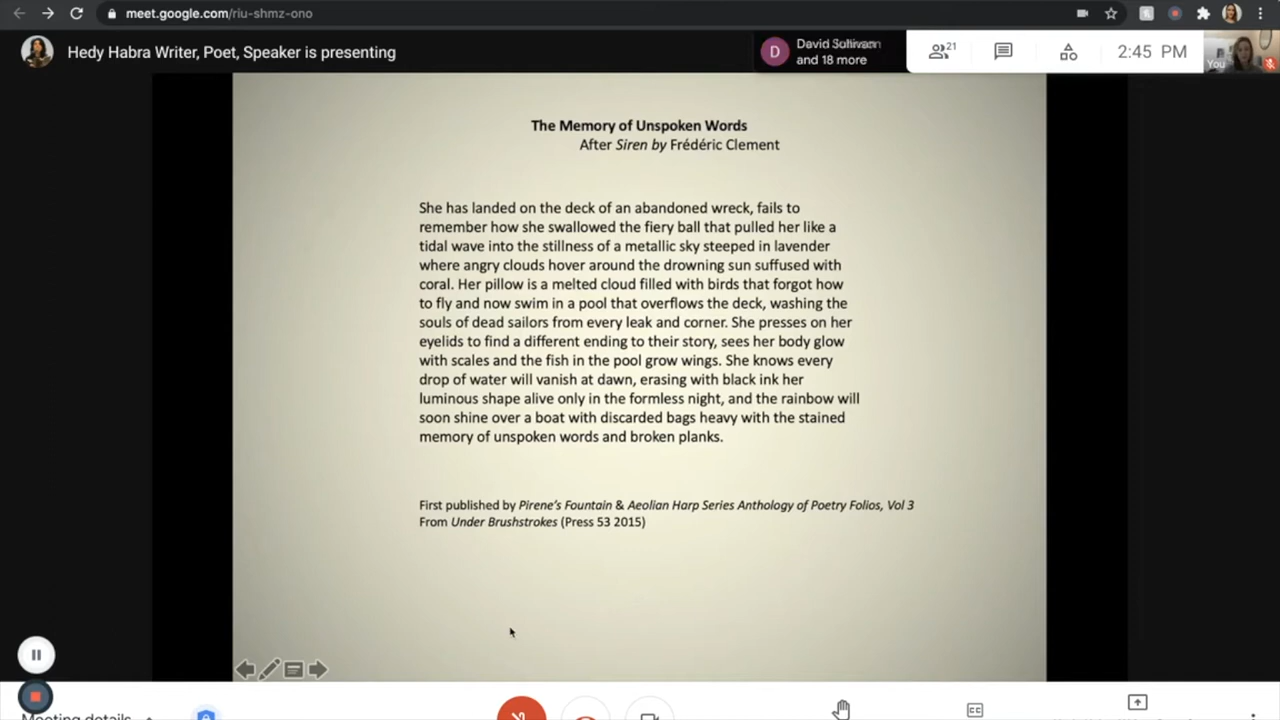 meet.google.com/riu-shmz-ono
Hedy Habra Writer, Poet, Speaker is presenting
D
David Sullivan
and 18 more
21
2:45 PM
You
The Memory of Unspoken Words
After Siren by Frédéric Clement
She has landed on the deck of an abandoned wreck, fails to
remember how she swallowed the fiery ball that pulled her like a
tidal wave into the stillness of a metallic sky steeped in lavender
where angry clouds hover around the drowning sun suffused with
coral. Her pillow is a melted cloud filled with birds that forgot how
to fly and now swim in a pool that overflows the deck, washing the
souls of dead sailors from every leak and corner. She presses on her
eyelids to find a different ending to their story, sees her body glow
with scales and the fish in the pool grow wings. She knows every
drop of water will vanish at dawn, erasing with black ink her
luminous shape alive only in the formless night, and the rainbow will
soon shine over a boat with discarded bags heavy with the stained
memory of unspoken words and broken planks.
First published by Pirene's Fountain & Aeolian Harp Series Anthology of Poetry Folios, Vol 3
From Under Brushstrokes (Press 53 2015)
Meeting details
CC